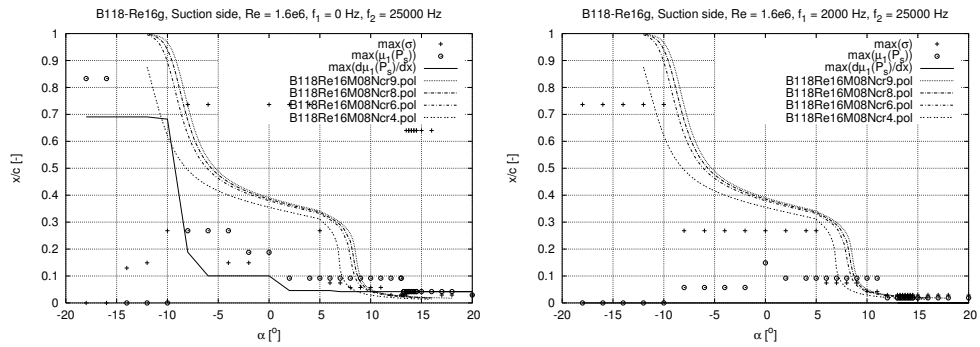 B118-Re16g, Suction side, Re = 1.6e6, f1 = 0 Hz, f2 = 25000 Hz
1
0.9
0.8
0.7
0.6
0.5
0.4
0.3
0.2
0.1
0
x/c [-]
max(σ)
max(μ1(Ps))
max(dμ1(Ps)/dx)
B118Re16M08Ncr9.pol
B118Re16M08Ncr8.pol
B118Re16M08Ncr6.pol
B118Re16M08Ncr4.pol
-20 -15 -10 -5 0 5 10 15 20
α [°]
B118-Re16g, Suction side, Re = 1.6e6, f1 = 2000 Hz, f2 = 25000 Hz
1
0.9
0.8
0.7
0.6
0.5
0.4
0.3
0.2
0.1
0
x/c [-]
max(σ)
max(μ1(Ps))
max(dμ1(Ps)/dx)
B118Re16M08Ncr9.pol
B118Re16M08Ncr8.pol
B118Re16M08Ncr6.pol
B118Re16M08Ncr4.pol
-20 -15 -10 -5 0 5 10 15 20
α [°]